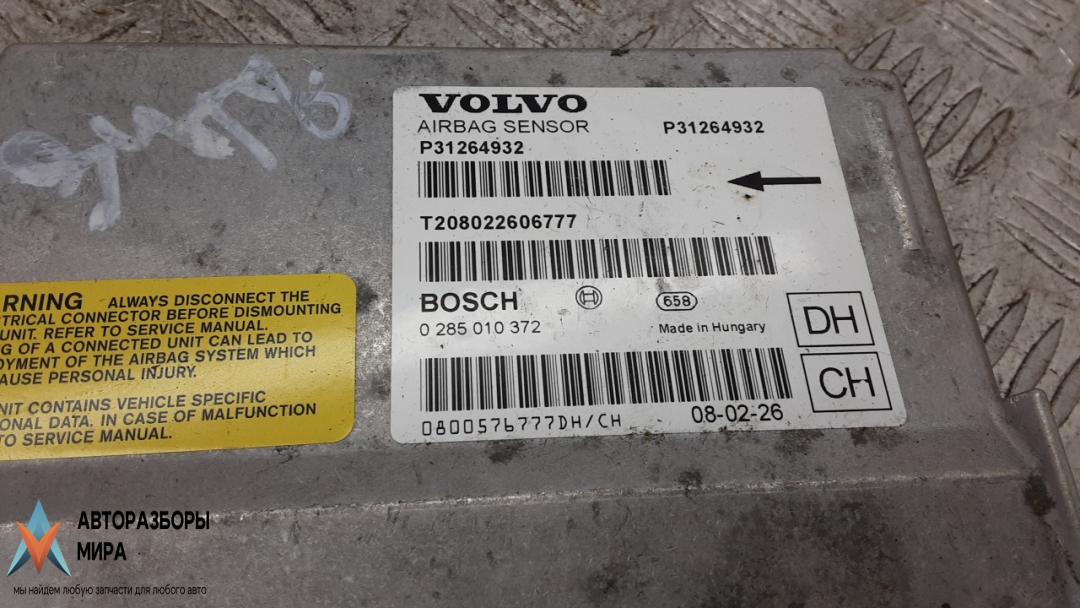 VOLVO
AIRBAG SENSOR P31264932
P31264932
T208022606777
BOSCH 658
0 285 010 372 Made in Hungary
DH
CH
0800576777DH/CH 08-02-26
ARNING ALWAYS DISCONNECT THE
CTRICAL CONNECTOR BEFORE DISMOUNTING
UNIT. REFER TO SERVICE MANUAL.
G OF A CONNECTED UNIT CAN LEAD TO
OYMENT OF THE AIRBAG SYSTEM WHICH
AUSE PERSONAL INJURY.
NIT CONTAINS VEHICLE SPECIFIC
ONAL DATA. IN CASE OF MALFUNCTION
TO SERVICE MANUAL.
АВТОРАЗБОРЫ
МИРА
мы найдем любую запчасти для любого авто